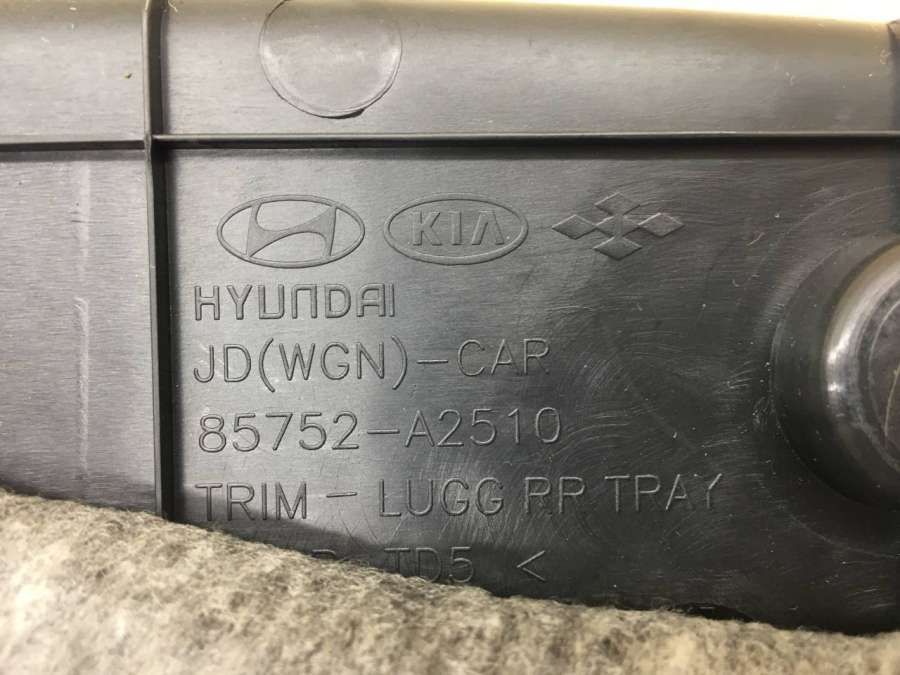 KIA
HYUNDAI
JD(WGN)-CAR
85752-A2510
TRIM - LUGG RR TRAY
TD5 <